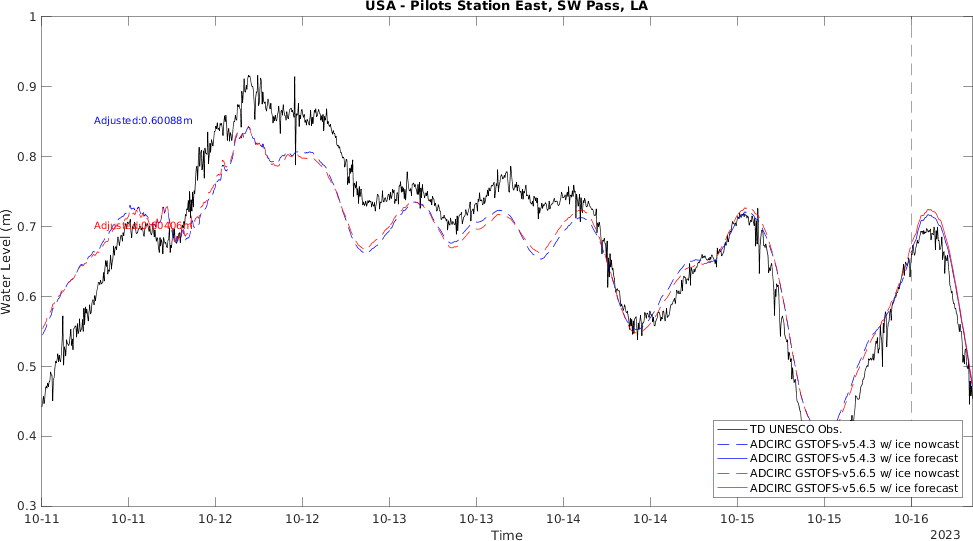 USA - Pilots Station East, SW Pass, LA
1
0.9
0.8
0.7
0.6
0.5
0.4
0.3
Water Level (m)
Adjusted:0.60088m
Adjusted:0.60406m
TD UNESCO Obs.
ADCIRC GSTOFS-v5.4.3 w/ ice nowcast
ADCIRC GSTOFS-v5.4.3 w/ ice forecast
ADCIRC GSTOFS-v5.6.5 w/ ice nowcast
ADCIRC GSTOFS-v5.6.5 w/ ice forecast
10-11 10-11 10-12 10-12 10-13 10-13 10-14 10-14 10-15 10-15 10-16
Time
2023